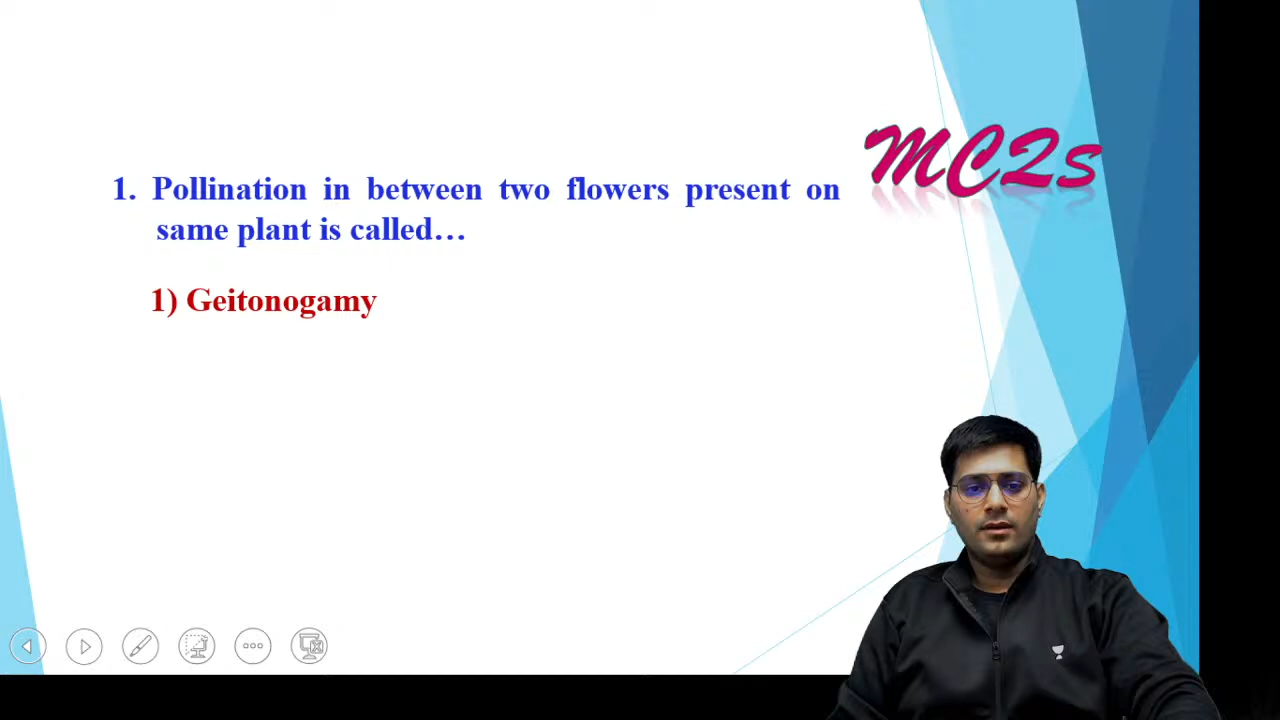 MCQs
1. Pollination in between two flowers present on
same plant is called…
1) Geitonogamy